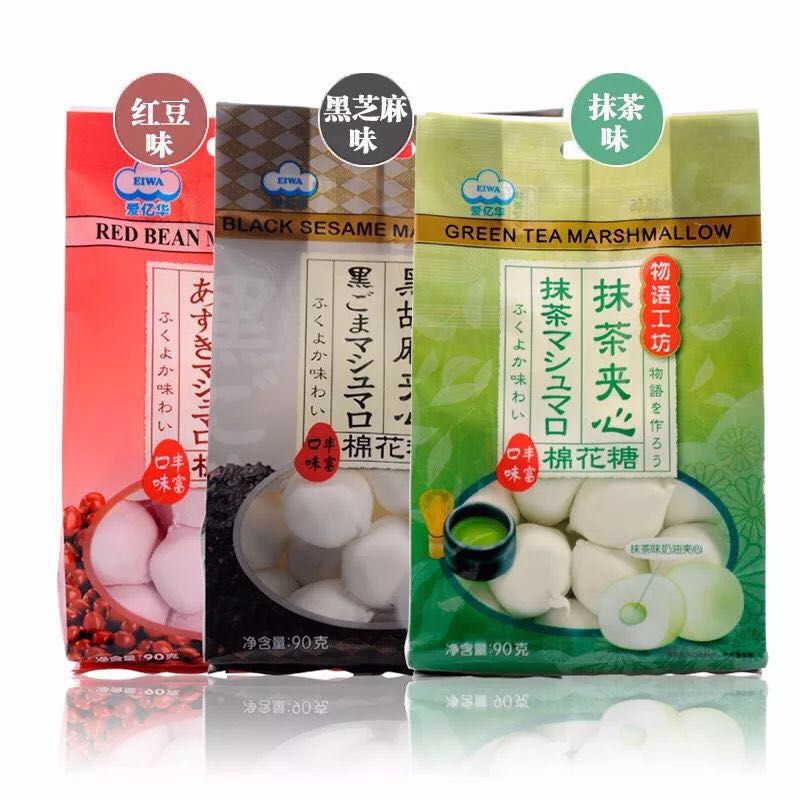 红豆
味
黑芝麻
味
抹茶
味
EIWA
爱亿华
RED BEAN
あずきマシュマロ
ふくよか味わい
丰富
口味
棉
净含量:90克
EIWA
BLACK SESAME MA
黑胡麻夹心
黒ごまマシュマロ
ふくよか味わい
丰富
口味
棉花糖
净含量:90克
EIWA
爱亿华
GREEN TEA MARSHMALLOW
物语工坊
抹茶夹心
抹茶マシュマロ
物語を作ろう
ふくよか味わい
丰富
口味
棉花糖
抹茶味奶油夹心
净含量:90克